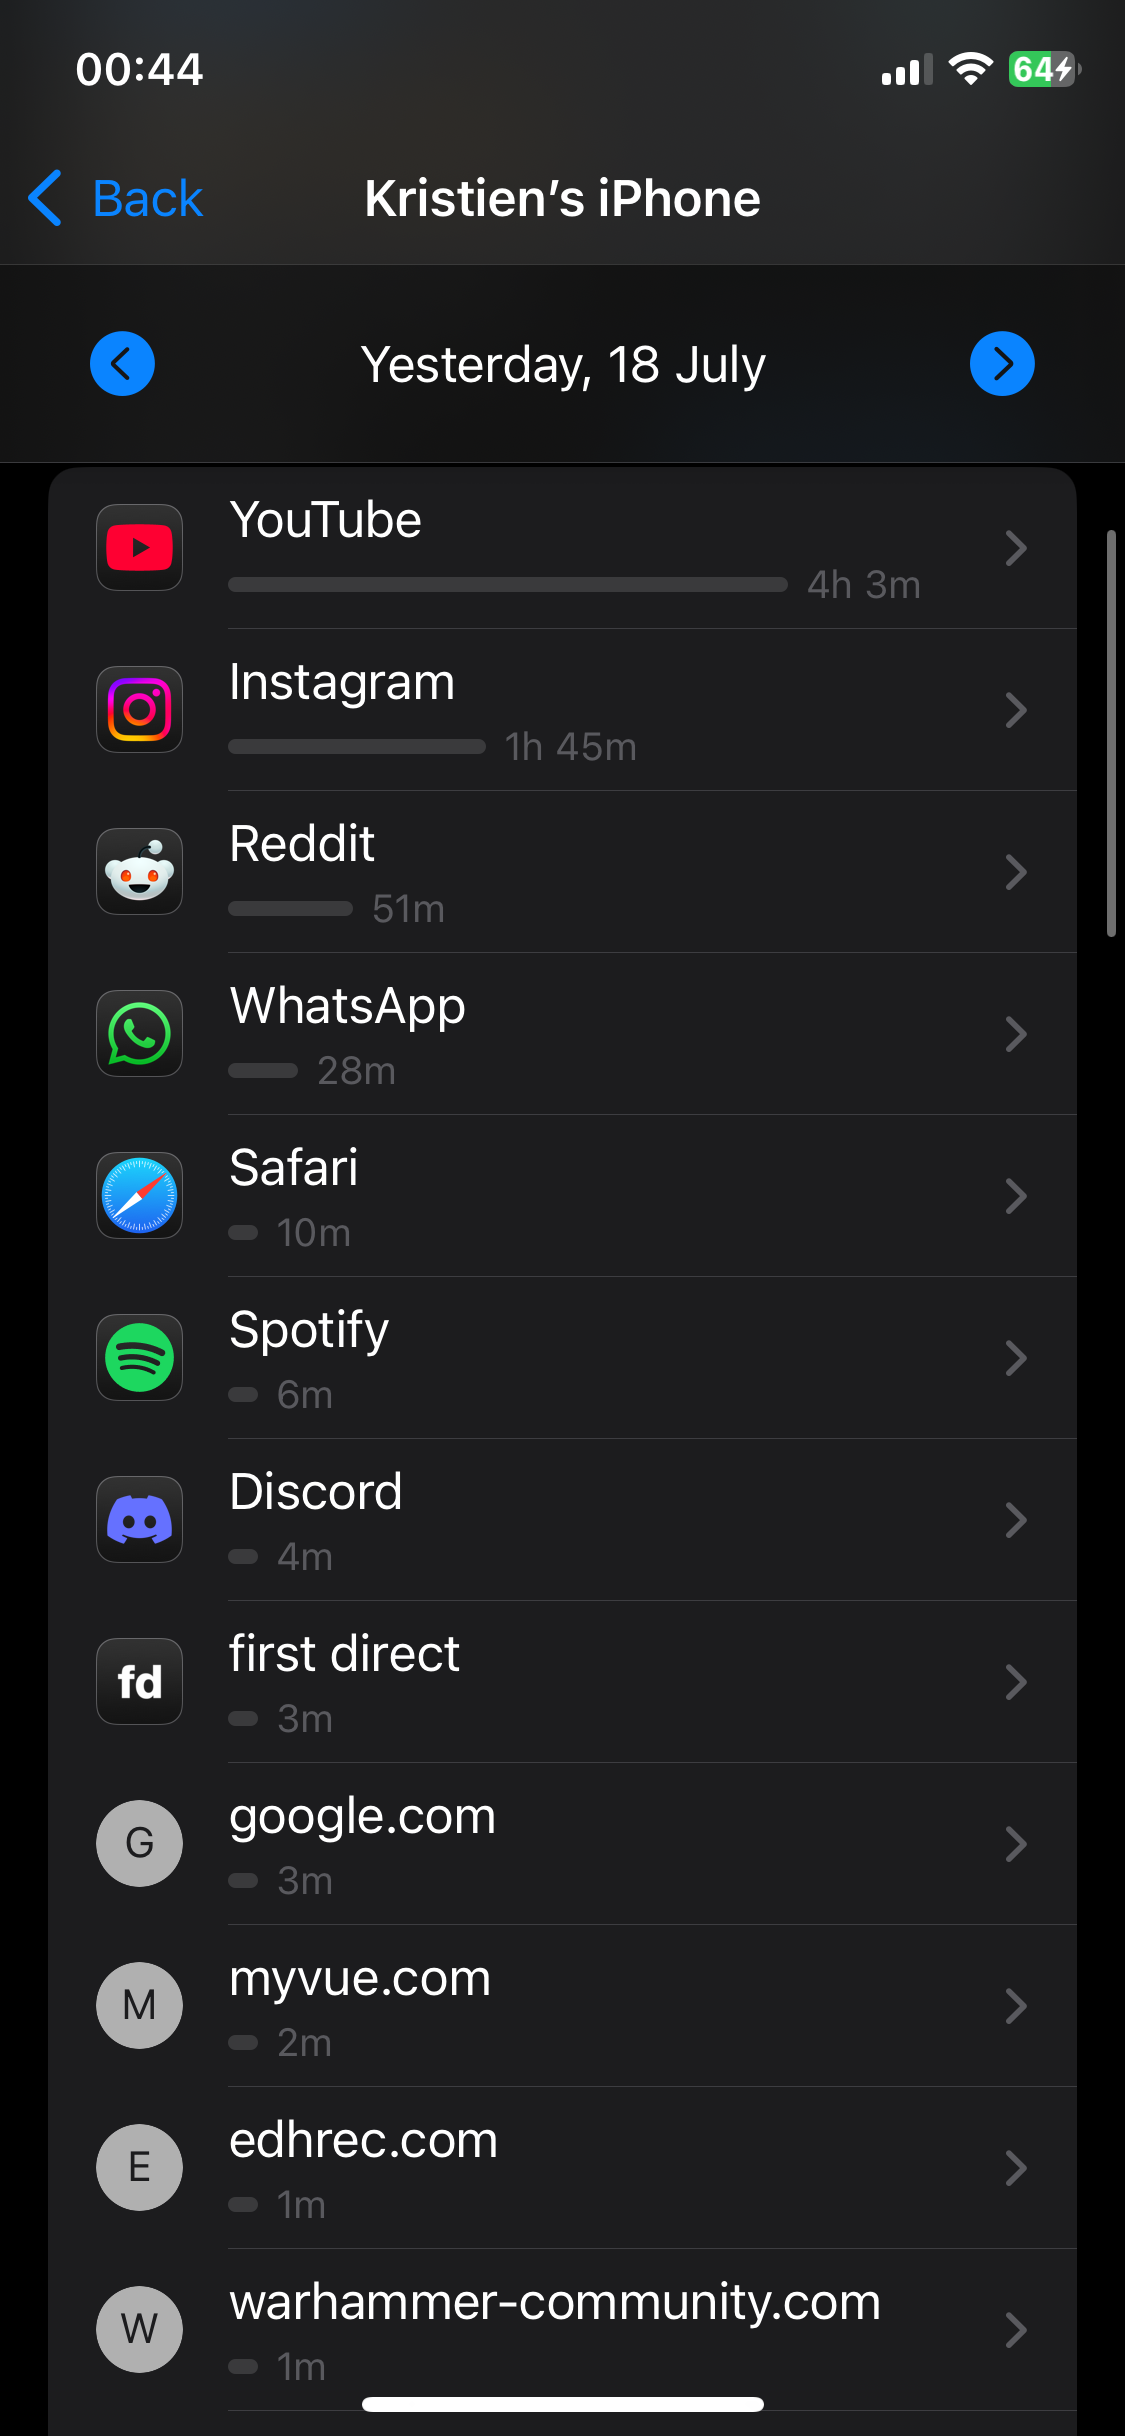 00:44
64
Back
Kristien’s iPhone
Yesterday, 18 July
YouTube
4h 3m
Instagram
1h 45m
Reddit
51m
WhatsApp
28m
Safari
10m
Spotify
6m
Discord
4m
fd
first direct
3m
G
google.com
3m
M
myvue.com
2m
E
edhrec.com
1m
W
warhammer-community.com
1m